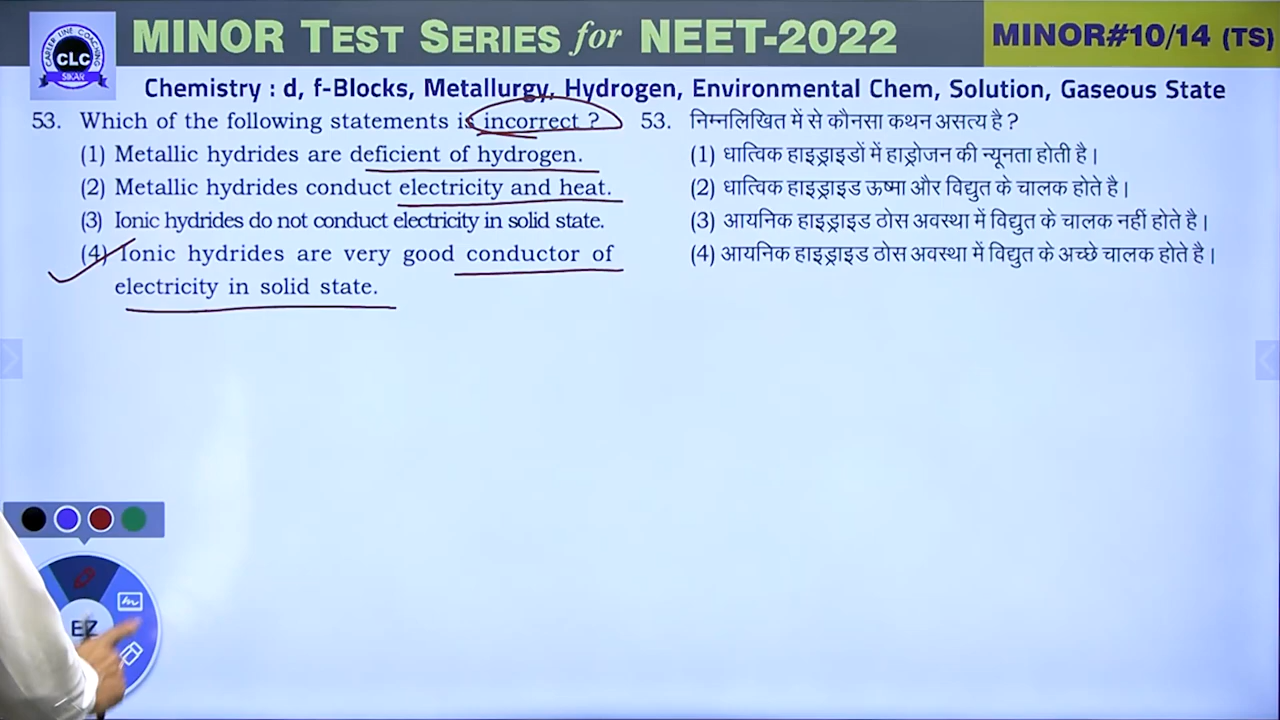 CAREER LINE COACHING
CLC
SIKAR
MINOR TEST SERIES for NEET-2022
MINOR#10/14 (TS)
Chemistry : d, f-Blocks, Metallurgy, Hydrogen, Environmental Chem, Solution, Gaseous State
53. Which of the following statements is incorrect ?
(1) Metallic hydrides are deficient of hydrogen.
(2) Metallic hydrides conduct electricity and heat.
(3) Ionic hydrides do not conduct electricity in solid state.
(4) Ionic hydrides are very good conductor of
electricity in solid state.
53. निम्नलिखित में से कौनसा कथन असत्य है ?
(1) धात्विक हाइड्राइडों में हाड्रोजन की न्यूनता होती है।
(2) धात्विक हाइड्राइड ऊष्मा और विद्युत के चालक होते है।
(3) आयनिक हाइड्राइड ठोस अवस्था में विद्युत के चालक नहीं होते है।
(4) आयनिक हाइड्राइड ठोस अवस्था में विद्युत के अच्छे चालक होते है।
EZ